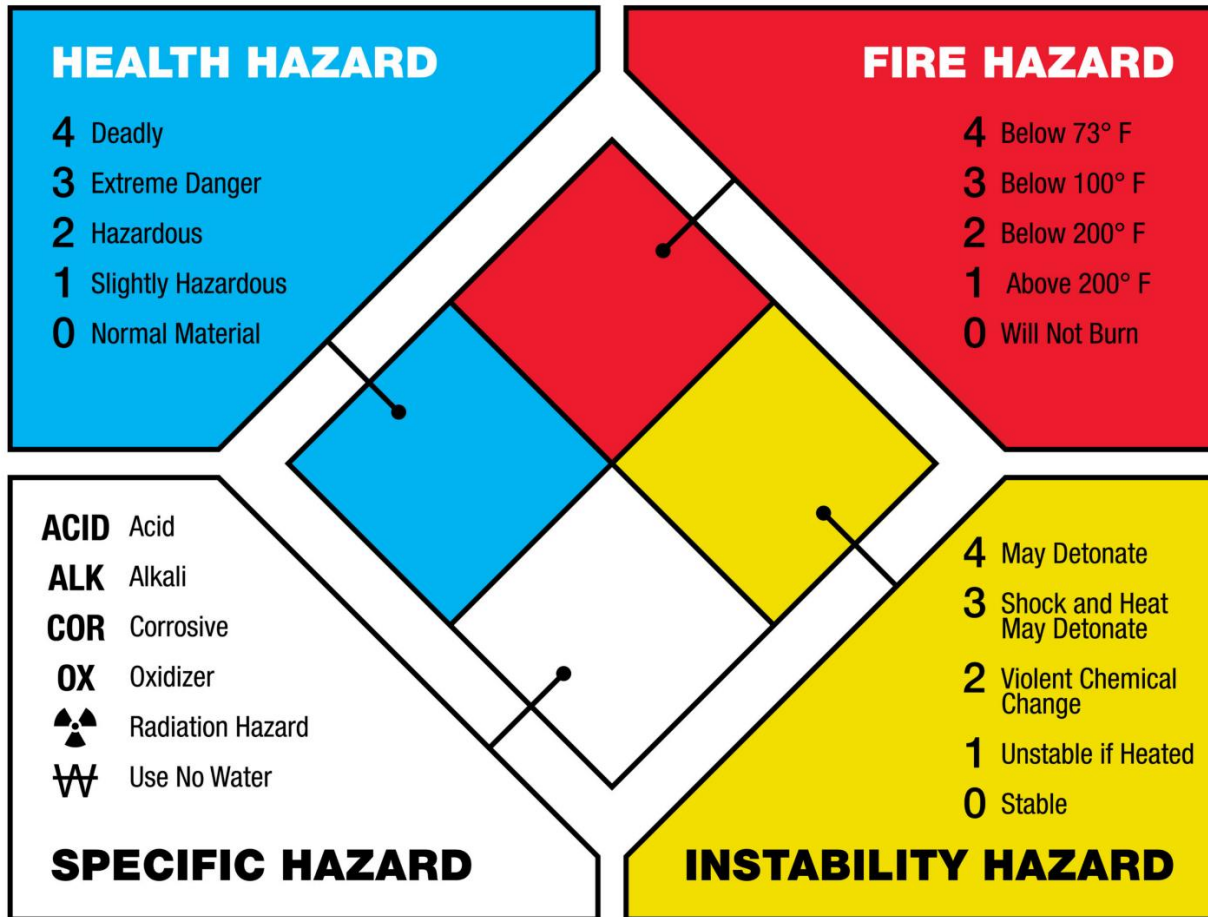 HEALTH HAZARD
4 Deadly
3 Extreme Danger
2 Hazardous
1 Slightly Hazardous
0 Normal Material
FIRE HAZARD
4 Below 73° F
3 Below 100° F
2 Below 200° F
1 Above 200° F
0 Will Not Burn
ACID Acid
ALK Alkali
COR Corrosive
OX Oxidizer
Radiation Hazard
W Use No Water
SPECIFIC HAZARD
4 May Detonate
3 Shock and Heat
May Detonate
2 Violent Chemical
Change
1 Unstable if Heated
0 Stable
INSTABILITY HAZARD